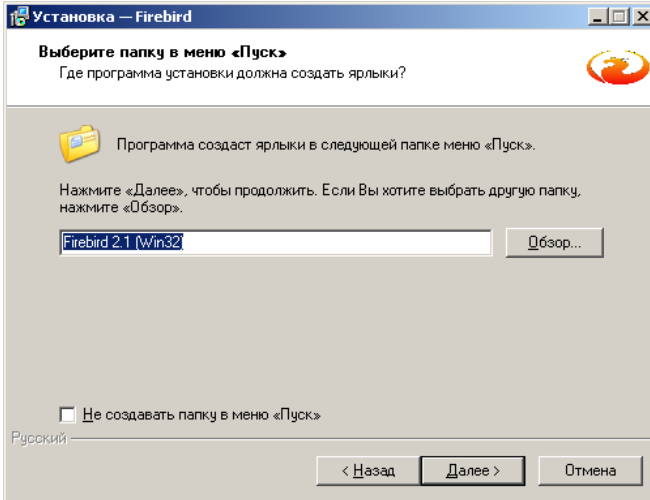 Установка — Firebird
Выберите папку в меню «Пуск»
Где программа установки должна создать ярлыки?
Программа создаст ярлыки в следующей папке меню «Пуск».
Нажмите «Далее», чтобы продолжить. Если Вы хотите выбрать другую папку,
нажмите «Обзор».
Firebird 2.1 (Win32)
Обзор...
Не создавать папку в меню «Пуск»
Русский
< Назад
Далее >
Отмена